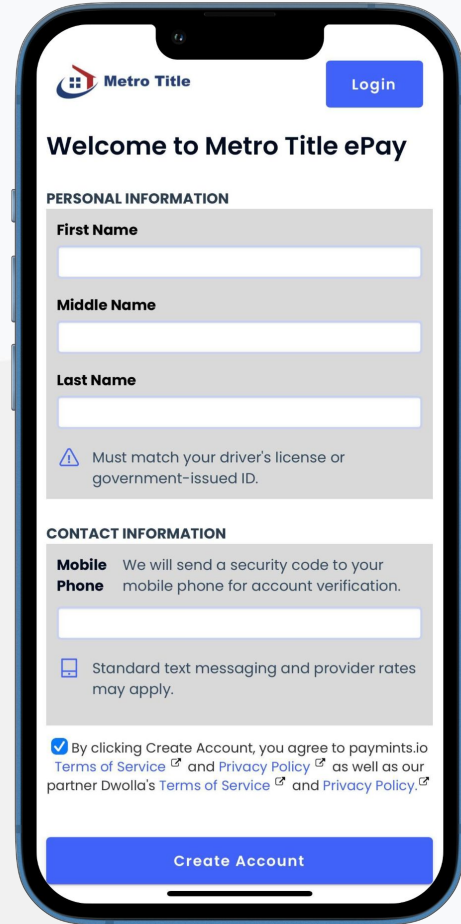 Metro Title
Login
Welcome to Metro Title ePay
PERSONAL INFORMATION
First Name
Middle Name
Last Name
Must match your driver's license or
government-issued ID.
CONTACT INFORMATION
Mobile We will send a security code to your
Phone mobile phone for account verification.
Standard text messaging and provider rates
may apply.
By clicking Create Account, you agree to paymints.io
Terms of Service and Privacy Policy as well as our
partner Dwolla's Terms of Service and Privacy Policy.
Create Account